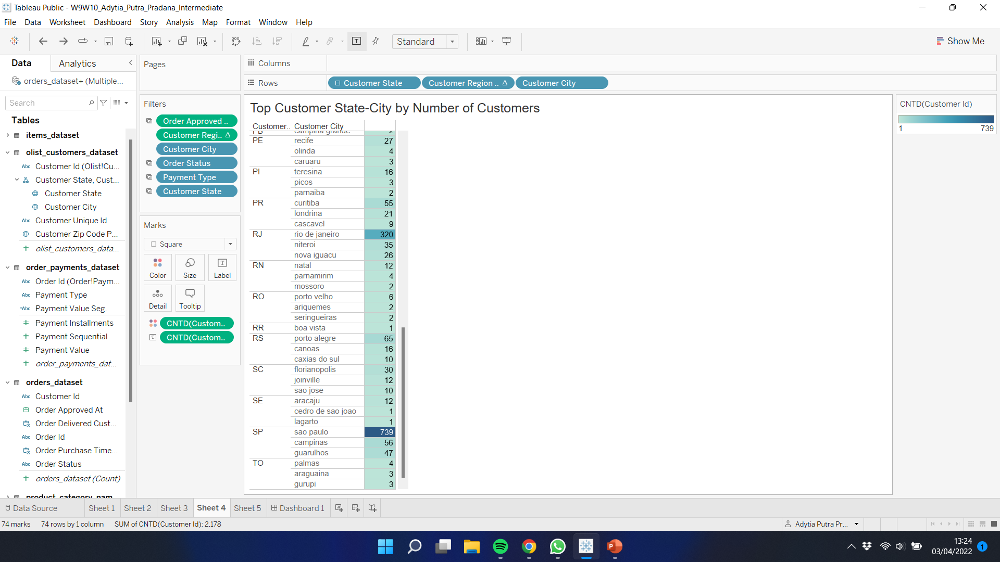 Tableau Public - W9W10_Adytia_Putra_Pradana_Intermediate
File Data Worksheet Dashboard Story Analysis Map Format Window Help
Standard
Show Me
Data Analytics
orders_dataset+ (Multiple...
Search
Tables
items_dataset
olist_customers_dataset
Abc Customer Id (Olist!Cu...
Customer State, Cust...
Customer State
Customer City
Abc Customer Unique Id
Customer Zip Code P...
# olist_customers_data...
order_payments_dataset
Abc Order Id (Order!Paym...
Abc Payment Type
=Abc Payment Value Seg.
# Payment Installments
# Payment Sequential
# Payment Value
# order_payments_dat...
orders_dataset
Abc Customer Id
Order Approved At
Order Delivered Cust...
Abc Order Id
Order Purchase Time...
Abc Order Status
# orders_dataset (Count)
product_category_nam
Pages
Filters
Order Approved ..
Customer Regi.. Δ
Customer City
Order Status
Payment Type
Customer State
Marks
Square
Color Size Label
Detail Tooltip
CNTD(Custom..
CNTD(Custom..
Columns
Rows Customer State Customer Region .. Δ Customer City
Top Customer State-City by Number of Customers
Customer.. Customer City
PB campina grande 2
PE recife 27
olinda 4
caruaru 3
PI teresina 16
picos 3
parnaiba 2
PR curitiba 55
londrina 21
cascavel 9
RJ rio de janeiro 320
niteroi 35
nova iguacu 26
RN natal 12
parnamirim 4
mossoro 2
RO porto velho 6
ariquemes 2
seringueiras 2
RR boa vista 1
RS porto alegre 65
canoas 16
caxias do sul 10
SC florianopolis 30
joinville 12
sao jose 10
SE aracaju 12
cedro de sao joao 1
lagarto 1
SP sao paulo 739
campinas 56
guarulhos 47
TO palmas 4
araguaina 3
gurupi 3
CNTD(Customer Id)
1 739
Data Source Sheet 1 Sheet 2 Sheet 3 Sheet 4 Sheet 5 Dashboard 1
74 marks 74 rows by 1 column SUM of CNTD(Customer Id): 2,178
Adytia Putra Pr...
13:24
03/04/2022
1